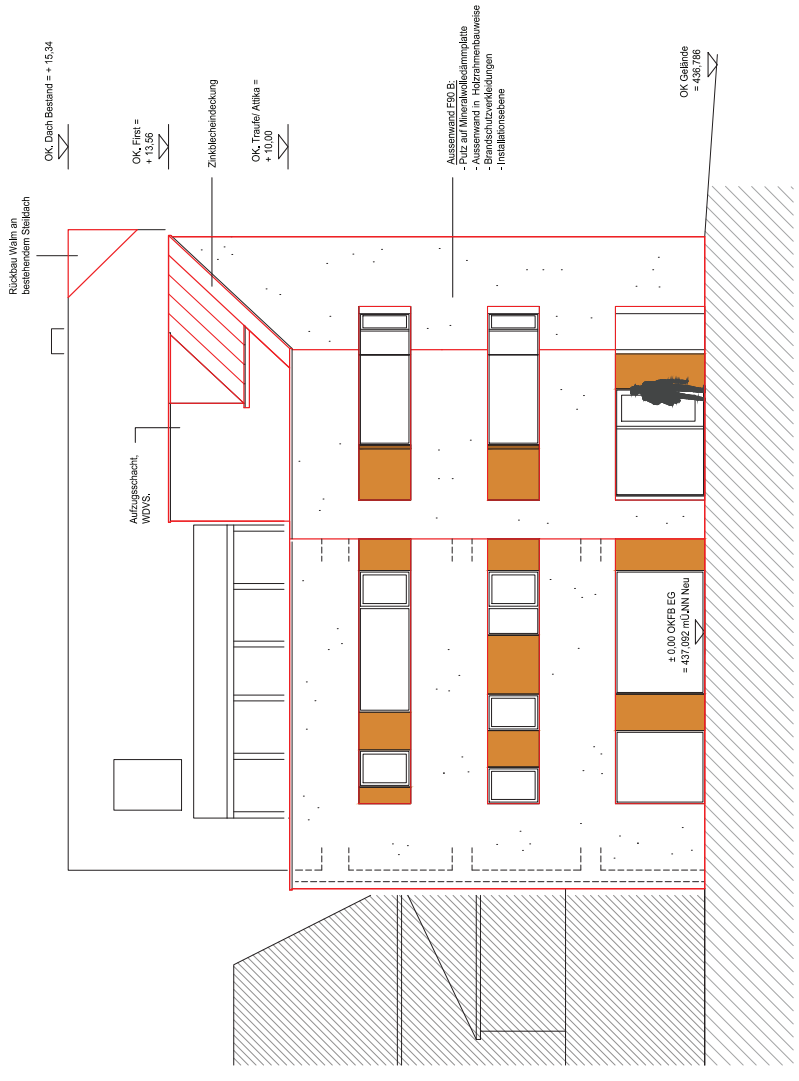 OK. Dach Bestand = + 15,34
OK. First =
+ 13,56
Zinkblecheindeckung
OK. Traufe/ Attika =
+ 10,00
Rückbau Walm an
bestehendem Steildach
Aufzugsschacht,
WDVS.
Aussenwand F90 B:
- Putz auf Mineralwolledämmplatte
- Aussenwand in Holzrahmenbauweise
- Brandschutzverkleidungen
- Installationsebene
OK Gelände
= 436,786
± 0,00 OKFB EG
= 437,092 mÜ.NN Neu